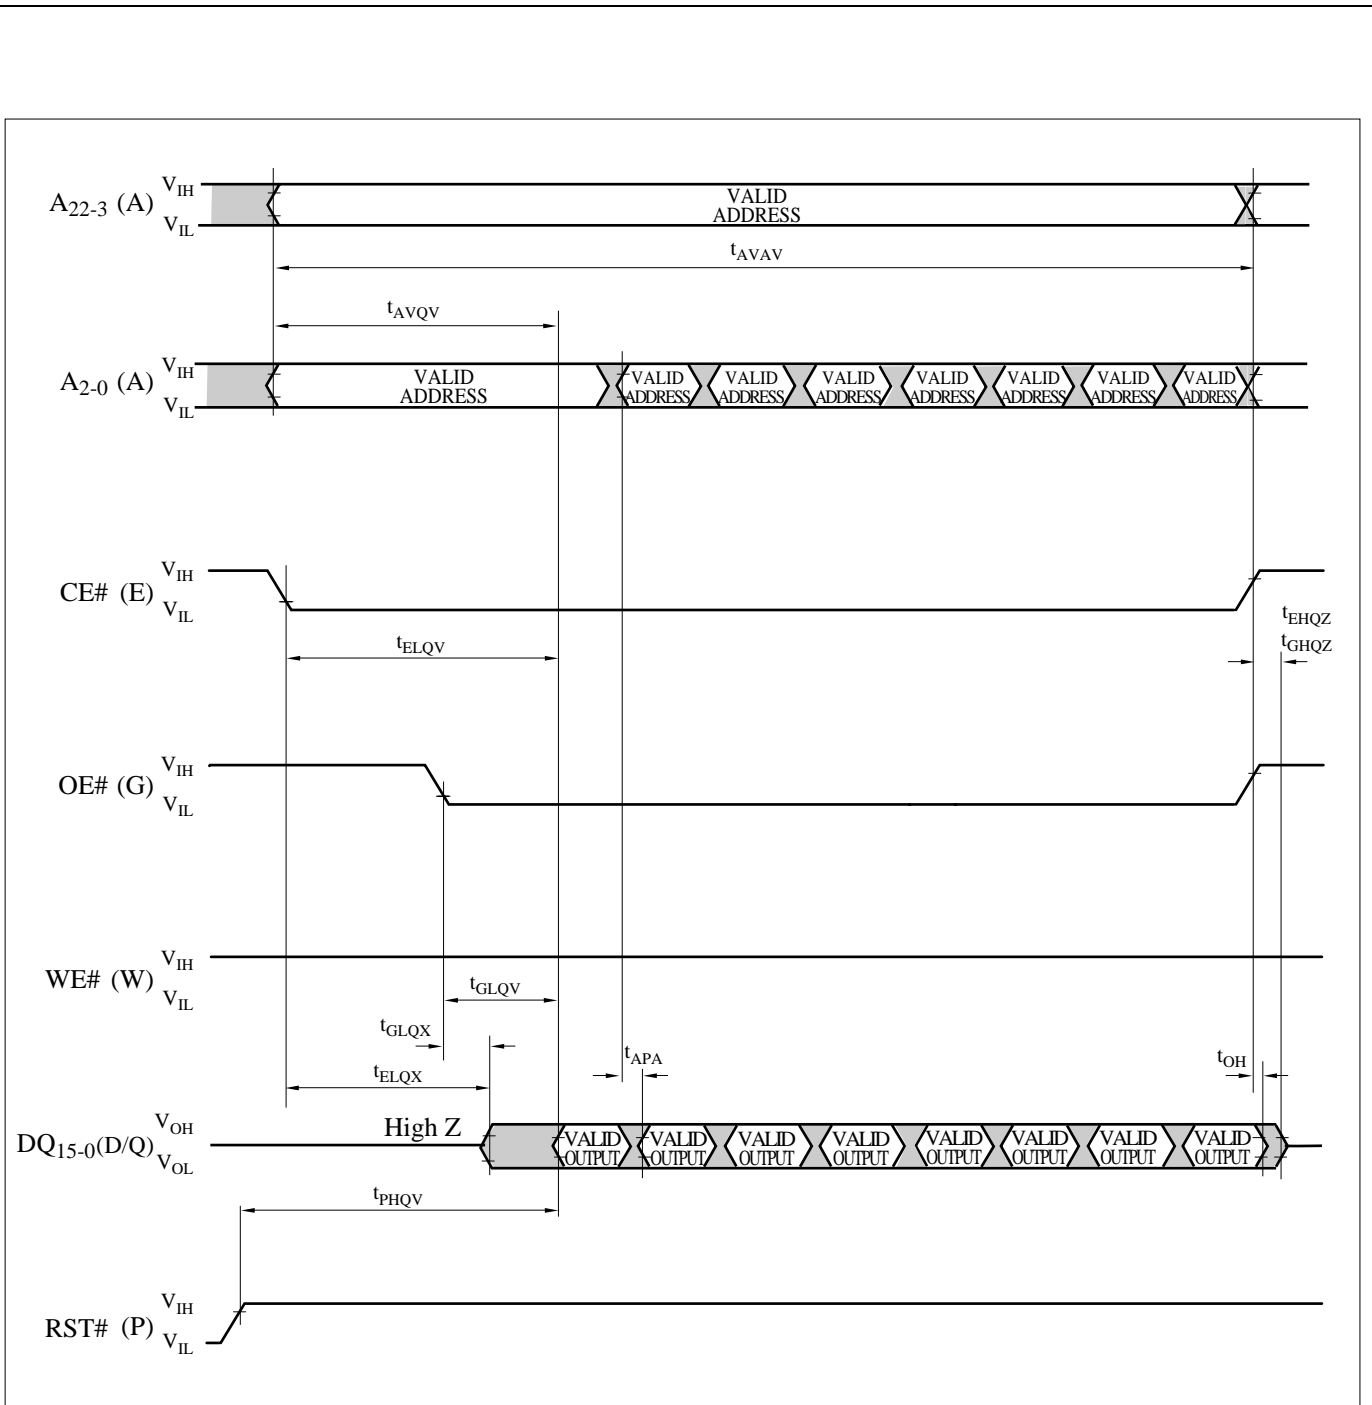 A22-3 (A) VIH VIL VALID ADDRESS
tAVAV
tAVQV
A2-0 (A) VIH VIL VALID ADDRESS VALID ADDRESS VALID ADDRESS VALID ADDRESS VALID ADDRESS VALID ADDRESS VALID ADDRESS VALID ADDRESS
CE# (E) VIH VIL
tEHQZ
tGHQZ
tELQV
OE# (G) VIH VIL
WE# (W) VIH VIL
tGLQV
tGLQX
tAPA
tOH
tELQX
DQ15-0(D/Q) VOH VOL High Z VALID OUTPUT VALID OUTPUT VALID OUTPUT VALID OUTPUT VALID OUTPUT VALID OUTPUT VALID OUTPUT VALID OUTPUT
tPHQV
RST# (P) VIH VIL